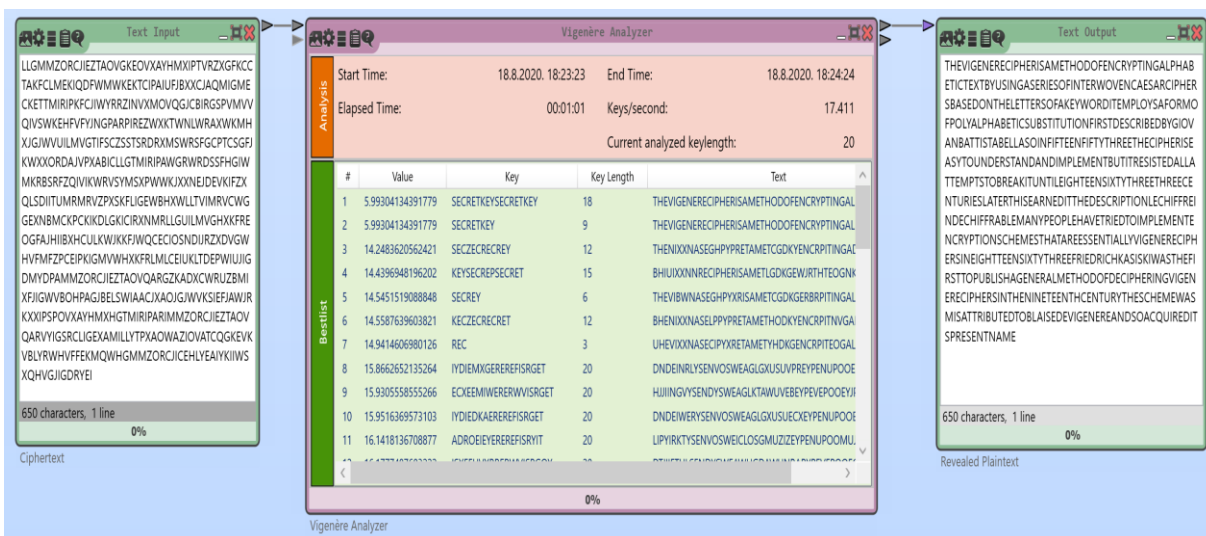 Text Input
LLGMMZORCJIEZTAOVGKEOVXAYHMXIPTVRZXGFKCC
TAKFCLMEKIQDFWMWKEKTCIPAIUFJBXXCJAQMIGME
CKETTMIRIPKFCJIWYRRZINVXMOVQGJCBIRGSPVMVV
QIVSWKEHFVFYJNGPARPIREZWXKTWNLWRAXWKMH
XJGJWVUILMVGTIFSCZSSTSRDRXMSWRSFGCPTCSGFJ
KWXXORDAJVPXABICLLGTMIRIPAWGRWRDSSFHGIW
MKRBSRFZQIVIKWRVSYMSXPWWKJXXNEJDEVKIFZX
QLSDIITUMRMRVZPXSKFLIGEWBHXWLLTVIMRVCWG
GEXNBMCKPCKIKDLGKICIRXNMRLLGUILMVGHXKFRE
OGFAJHIIBXHCULKWJKKFJWQCECIOSNDIJRZXDVGW
HVFMFZPCEIPKIGMVWHXKFRLMLCEIUKLTDEPWIUJIG
DMYDPAMMZORCJIEZTAOVQARGZKADXCWRUZBMI
XFJIGWVBOHPAGJBELSWIAACJXAOJGJWVKSIEFJAWJR
KXXIPSPOVXAYHMXHGTMIRIPARIMMZORCJIEZTAOV
QARVYIGSRCLIGEXAMILLYTPXAOWAZIOVATCQGKEVK
VBLYRWHVFFEKMQWHGMMZORCJICEHLYEAIYKIIWS
XQHVGJIGDRYEI
650 characters, 1 line
0%
Ciphertext
Vigenère Analyzer
Analysis
Start Time: 18.8.2020. 18:23:23 End Time: 18.8.2020. 18:24:24
Elapsed Time: 00:01:01 Keys/second: 17.411
Current analyzed keylength: 20
Bestlist
# Value Key Key Length Text
1 5.99304134391779 SECRETKEYSECRETKEY 18 THEVIGENERECIPHERISAMETHODOFENCRYPTINGAL
2 5.99304134391779 SECRETKEY 9 THEVIGENERECIPHERISAMETHODOFENCRYPTINGAL
3 14.2483620562421 SECZECRECREY 12 THENIXXNASEGHPYPRETAMETCGDKYENCRPITINGAD
4 14.4396948196202 KEYSECREPSECRET 15 BHIUIXXNNRECIPHERISAMETLGDKGEWJRTHTEOGNK
5 14.5451519088848 SECREY 6 THEVIBWNASEGHPYXRISAMETCGDKGERBRPITINGAL
6 14.5587639603821 KECZECRECRET 12 BHENIXXNASELPPYPRETAMETHODKYENCRPITNVGAI
7 14.9414606980126 REC 3 UHEVIXXNASECIPYXRETAMETYHDKGENCRPITEOGAL
8 15.8662652135264 IYDIEMXGEREREFISRGET 20 DNDEINRLYSENVOSWEAGLGXUSUVPREYPENUPOOE
9 15.9305558555266 ECXEEMIWERERWVISRGET 20 HJJIINGVYSENDYSWEAGLKTAWUVEBEYPEVEPOOEYJI
10 15.9516369573103 IYDIEDKAEREREFISRGET 20 DNDEIWERYSENVOSWEAGLGXUSUECXEYPENUPOOE
11 16.1418136708877 ADROEIEYEREREFISRYIT 20 LIPYIRKTYSENVOSWEICLOSGMUZIZEYPENUPOOMU.
0%
Vigenère Analyzer
Text Output
THEVIGENERECIPHERISAMETHODOFENCRYPTINGALPHAB
ETICTEXTBYUSINGASERIESOFINTERWOVENCAESARCIPHER
SBASEDONTHELETTERSOFAKEYWORDITEMPLOYSAFORMO
FPOLYALPHABETICSUBSTITUTIONFIRSTDESCRIBEDBYGIOV
ANBATTISTABELLASOINFIFTEENFIFTYTHREETHECIPHERISE
ASYTOUNDERSTANDANDIMPLEMENTBUTITRESISTEDALLA
TTEMPTSTOBREAKITUNTILEIGHTEENSIXTYTHREETHREECE
NTURIESLATERTHISEARNEDITTHEDESCRIPTIONLECHIFFREI
NDECHIFFRABLEMANYPEOPLEHAVETRIEDTOIMPLEMENTE
NCRYPTIONSCHEMESTHATAREESSENTIALLYVIGENERECIPH
ERSINEIGHTTEENSIXTYTHREEFRIEDRICHKASISKIWASTHEFI
RSTTOPUBLISHAGENERALMETHODOFDECIPHERINGVIGEN
ERECIPHERSINTHENINETEENTHCENTURYTHESCHEMEWAS
MISATTRIBUTEDTOBLAISEDEVIGENEREANDSOACQUIREDIT
SPRESENTNAME
650 characters, 1 line
0%
Revealed Plaintext